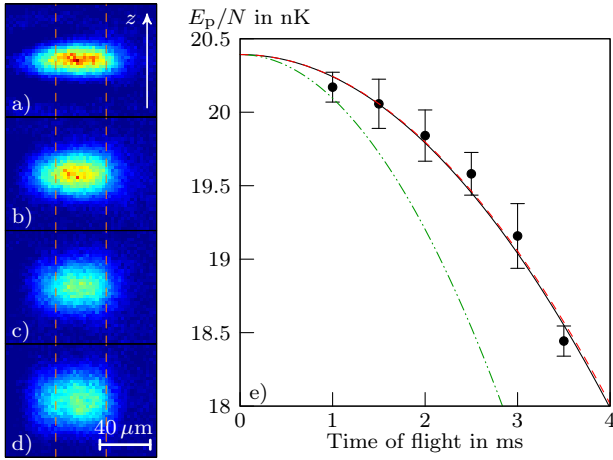 z
a)
b)
c)
d)
40 μm
E_p/N in nK
20.5
20
19.5
19
18.5
18
e)
0 1 2 3 4
Time of flight in ms